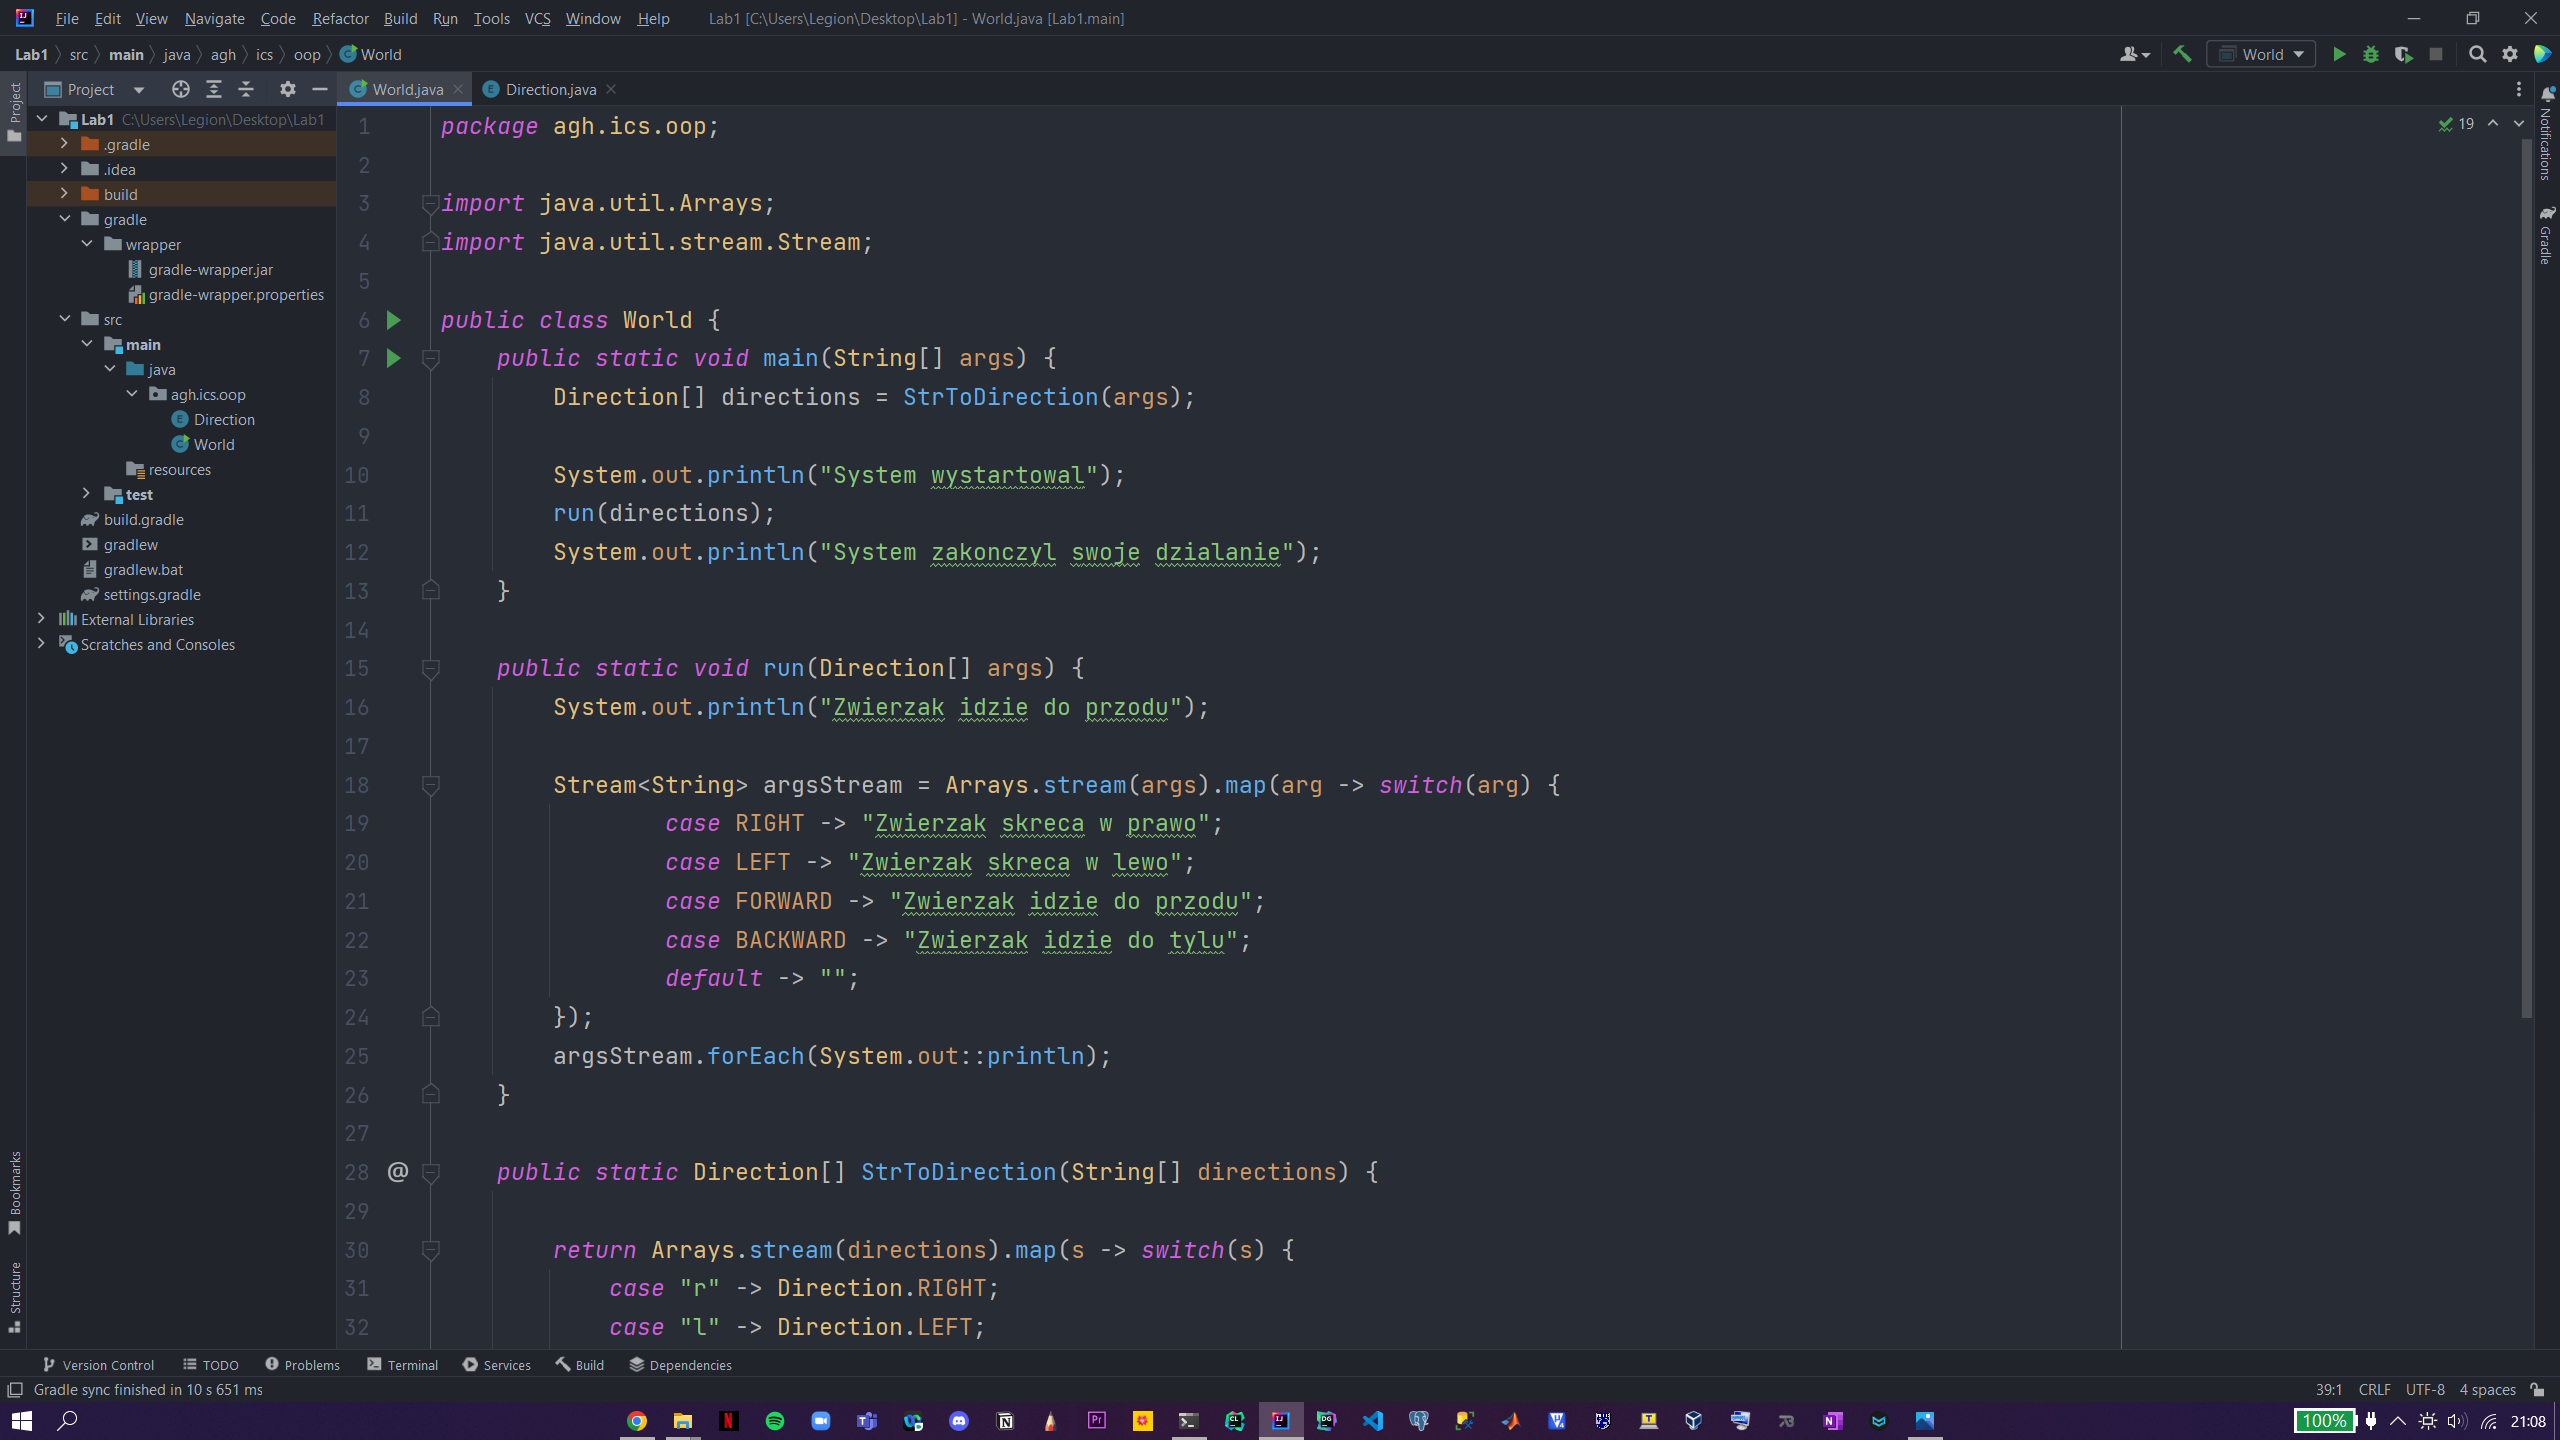 File Edit View Navigate Code Refactor Build Run Tools VCS Window Help Lab1 [C:\Users\Legion\Desktop\Lab1] - World.java [Lab1.main]
Lab1 src main java agh ics oop World World
Project World.java Direction.java
Project
Lab1 C:\Users\Legion\Desktop\Lab1
.gradle
.idea
build
gradle
wrapper
gradle-wrapper.jar
gradle-wrapper.properties
src
main
java
agh.ics.oop
Direction
World
resources
test
build.gradle
gradlew
gradlew.bat
settings.gradle
External Libraries
Scratches and Consoles
Bookmarks
Structure
19
1 package agh.ics.oop;
2
3 import java.util.Arrays;
4 import java.util.stream.Stream;
5
6 public class World {
7 public static void main(String[] args) {
8 Direction[] directions = StrToDirection(args);
9
10 System.out.println("System wystartowal");
11 run(directions);
12 System.out.println("System zakonczyl swoje dzialanie");
13 }
14
15 public static void run(Direction[] args) {
16 System.out.println("Zwierzak idzie do przodu");
17
18 Stream<String> argsStream = Arrays.stream(args).map(arg -> switch(arg) {
19 case RIGHT -> "Zwierzak skreca w prawo";
20 case LEFT -> "Zwierzak skreca w lewo";
21 case FORWARD -> "Zwierzak idzie do przodu";
22 case BACKWARD -> "Zwierzak idzie do tylu";
23 default -> "";
24 });
25 argsStream.forEach(System.out::println);
26 }
27
28 @ public static Direction[] StrToDirection(String[] directions) {
29
30 return Arrays.stream(directions).map(s -> switch(s) {
31 case "r" -> Direction.RIGHT;
32 case "l" -> Direction.LEFT;
Notifications
Gradle
Version Control TODO Problems Terminal Services Build Dependencies
Gradle sync finished in 10 s 651 ms 39:1 CRLF UTF-8 4 spaces
100% 21:08